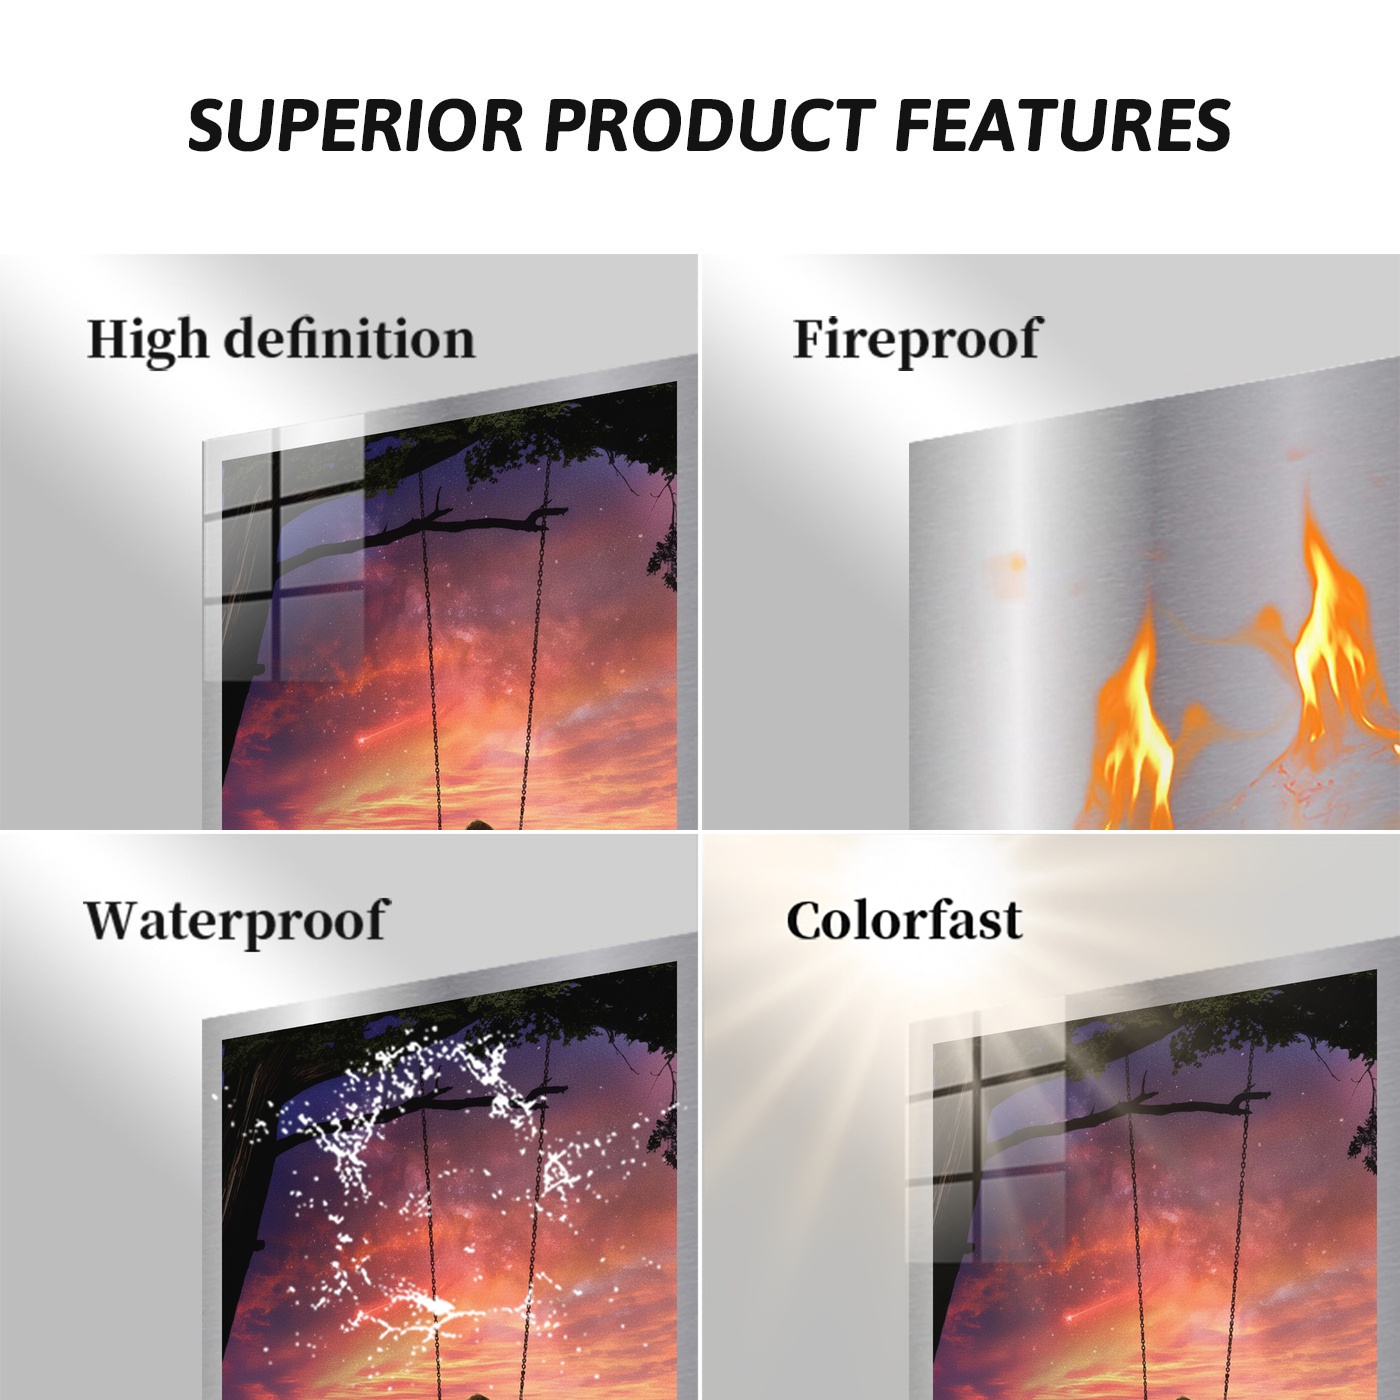 SUPERIOR PRODUCT FEATURES
High definition
Fireproof
Waterproof
Colorfast